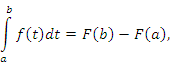 ∫ₐᵇ f(t)dt = F(b) − F(a),